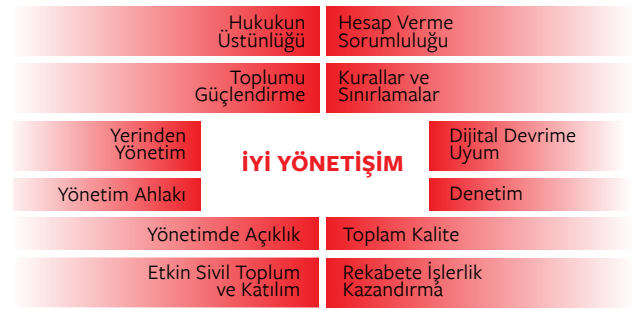 Hukukun
Üstünlüğü
Hesap Verme
Sorumluluğu
Toplumu
Güçlendirme
Kurallar ve
Sınırlamalar
Yerinden
Yönetim
İYİ YÖNETİŞİM
Dijital Devrime
Uyum
Yönetim Ahlakı
Denetim
Yönetimde Açıklık
Toplam Kalite
Etkin Sivil Toplum
ve Katılım
Rekabete İşlerlik
Kazandırma